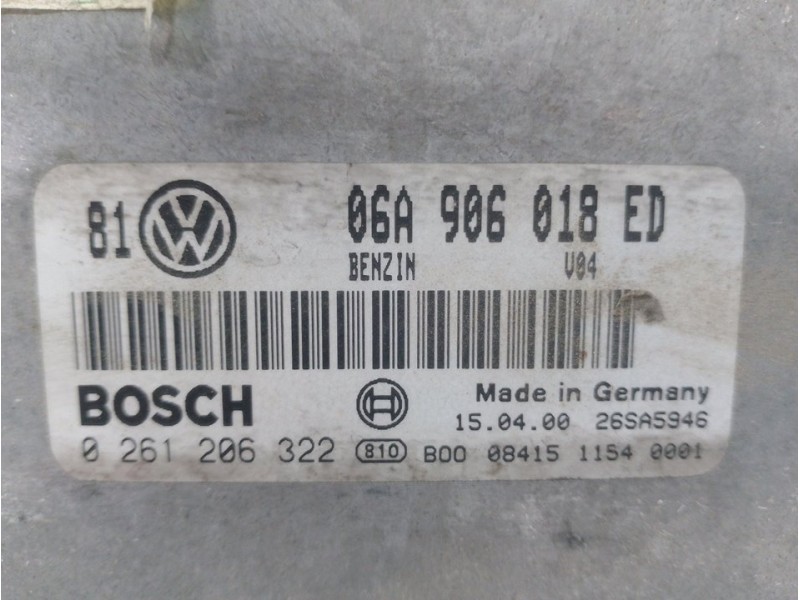 81 VW 06A 906 018 ED
BENZIN V04
BOSCH Made in Germany
15.04.00 26SA5946
0 261 206 322 810 B00 08415 1154 0001